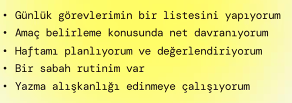 • Günlük görevlerimin bir listesini yapıyorum
• Amaç belirleme konusunda net davranıyorum
• Haftamı planlıyorum ve değerlendiriyorum
• Bir sabah rutinim var
• Yazma alışkanlığı edinmeye çalışıyorum